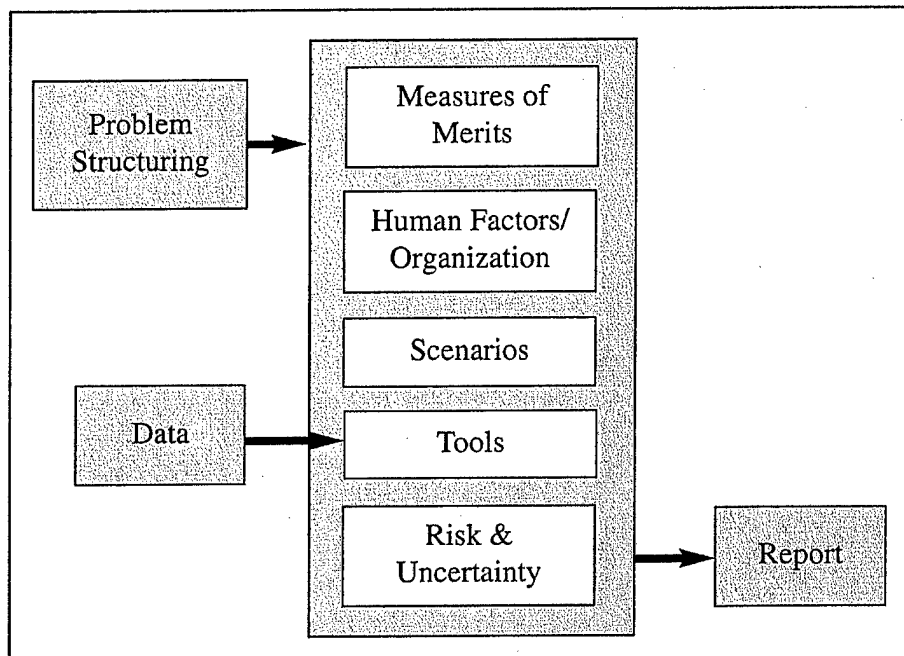 Problem
Structuring
Measures of
Merits
Human Factors/
Organization
Scenarios
Data
Tools
Risk &
Uncertainty
Report